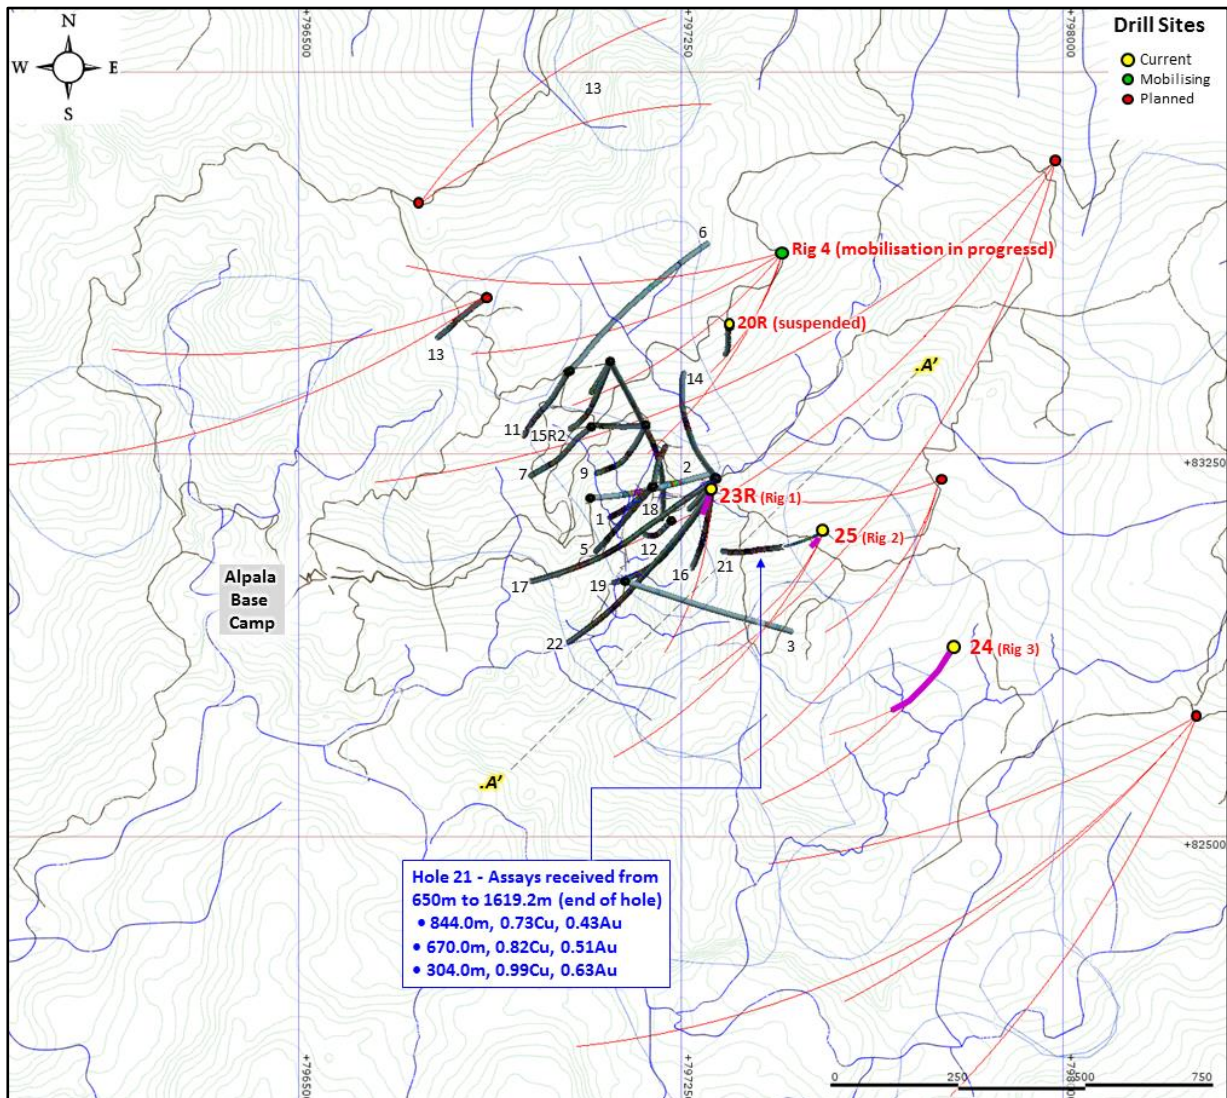 N
W E
S
+796500
+797250
+798000
Drill Sites
Current
Mobilising
Planned
13
6
Rig 4 (mobilisation in progressd)
20R (suspended)
13
.A'
14
11
15R2
+83250
7
9
2
23R (Rig 1)
1
18
25 (Rig 2)
5
12
21
16
17
19
Alpala
Base
Camp
22
3
24 (Rig 3)
.A'
+82500
Hole 21 - Assays received from
650m to 1619.2m (end of hole)
• 844.0m, 0.73Cu, 0.43Au
• 670.0m, 0.82Cu, 0.51Au
• 304.0m, 0.99Cu, 0.63Au
+796500
+797250
+798000
0 250 500 750